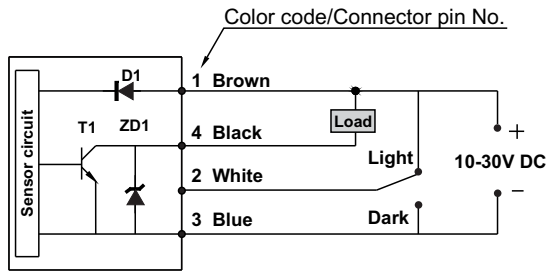 Color code/Connector pin No.
D1
1 Brown
T1
ZD1
Sensor circuit
4 Black
Load
2 White
Light
+
10-30V DC
−
3 Blue
Dark